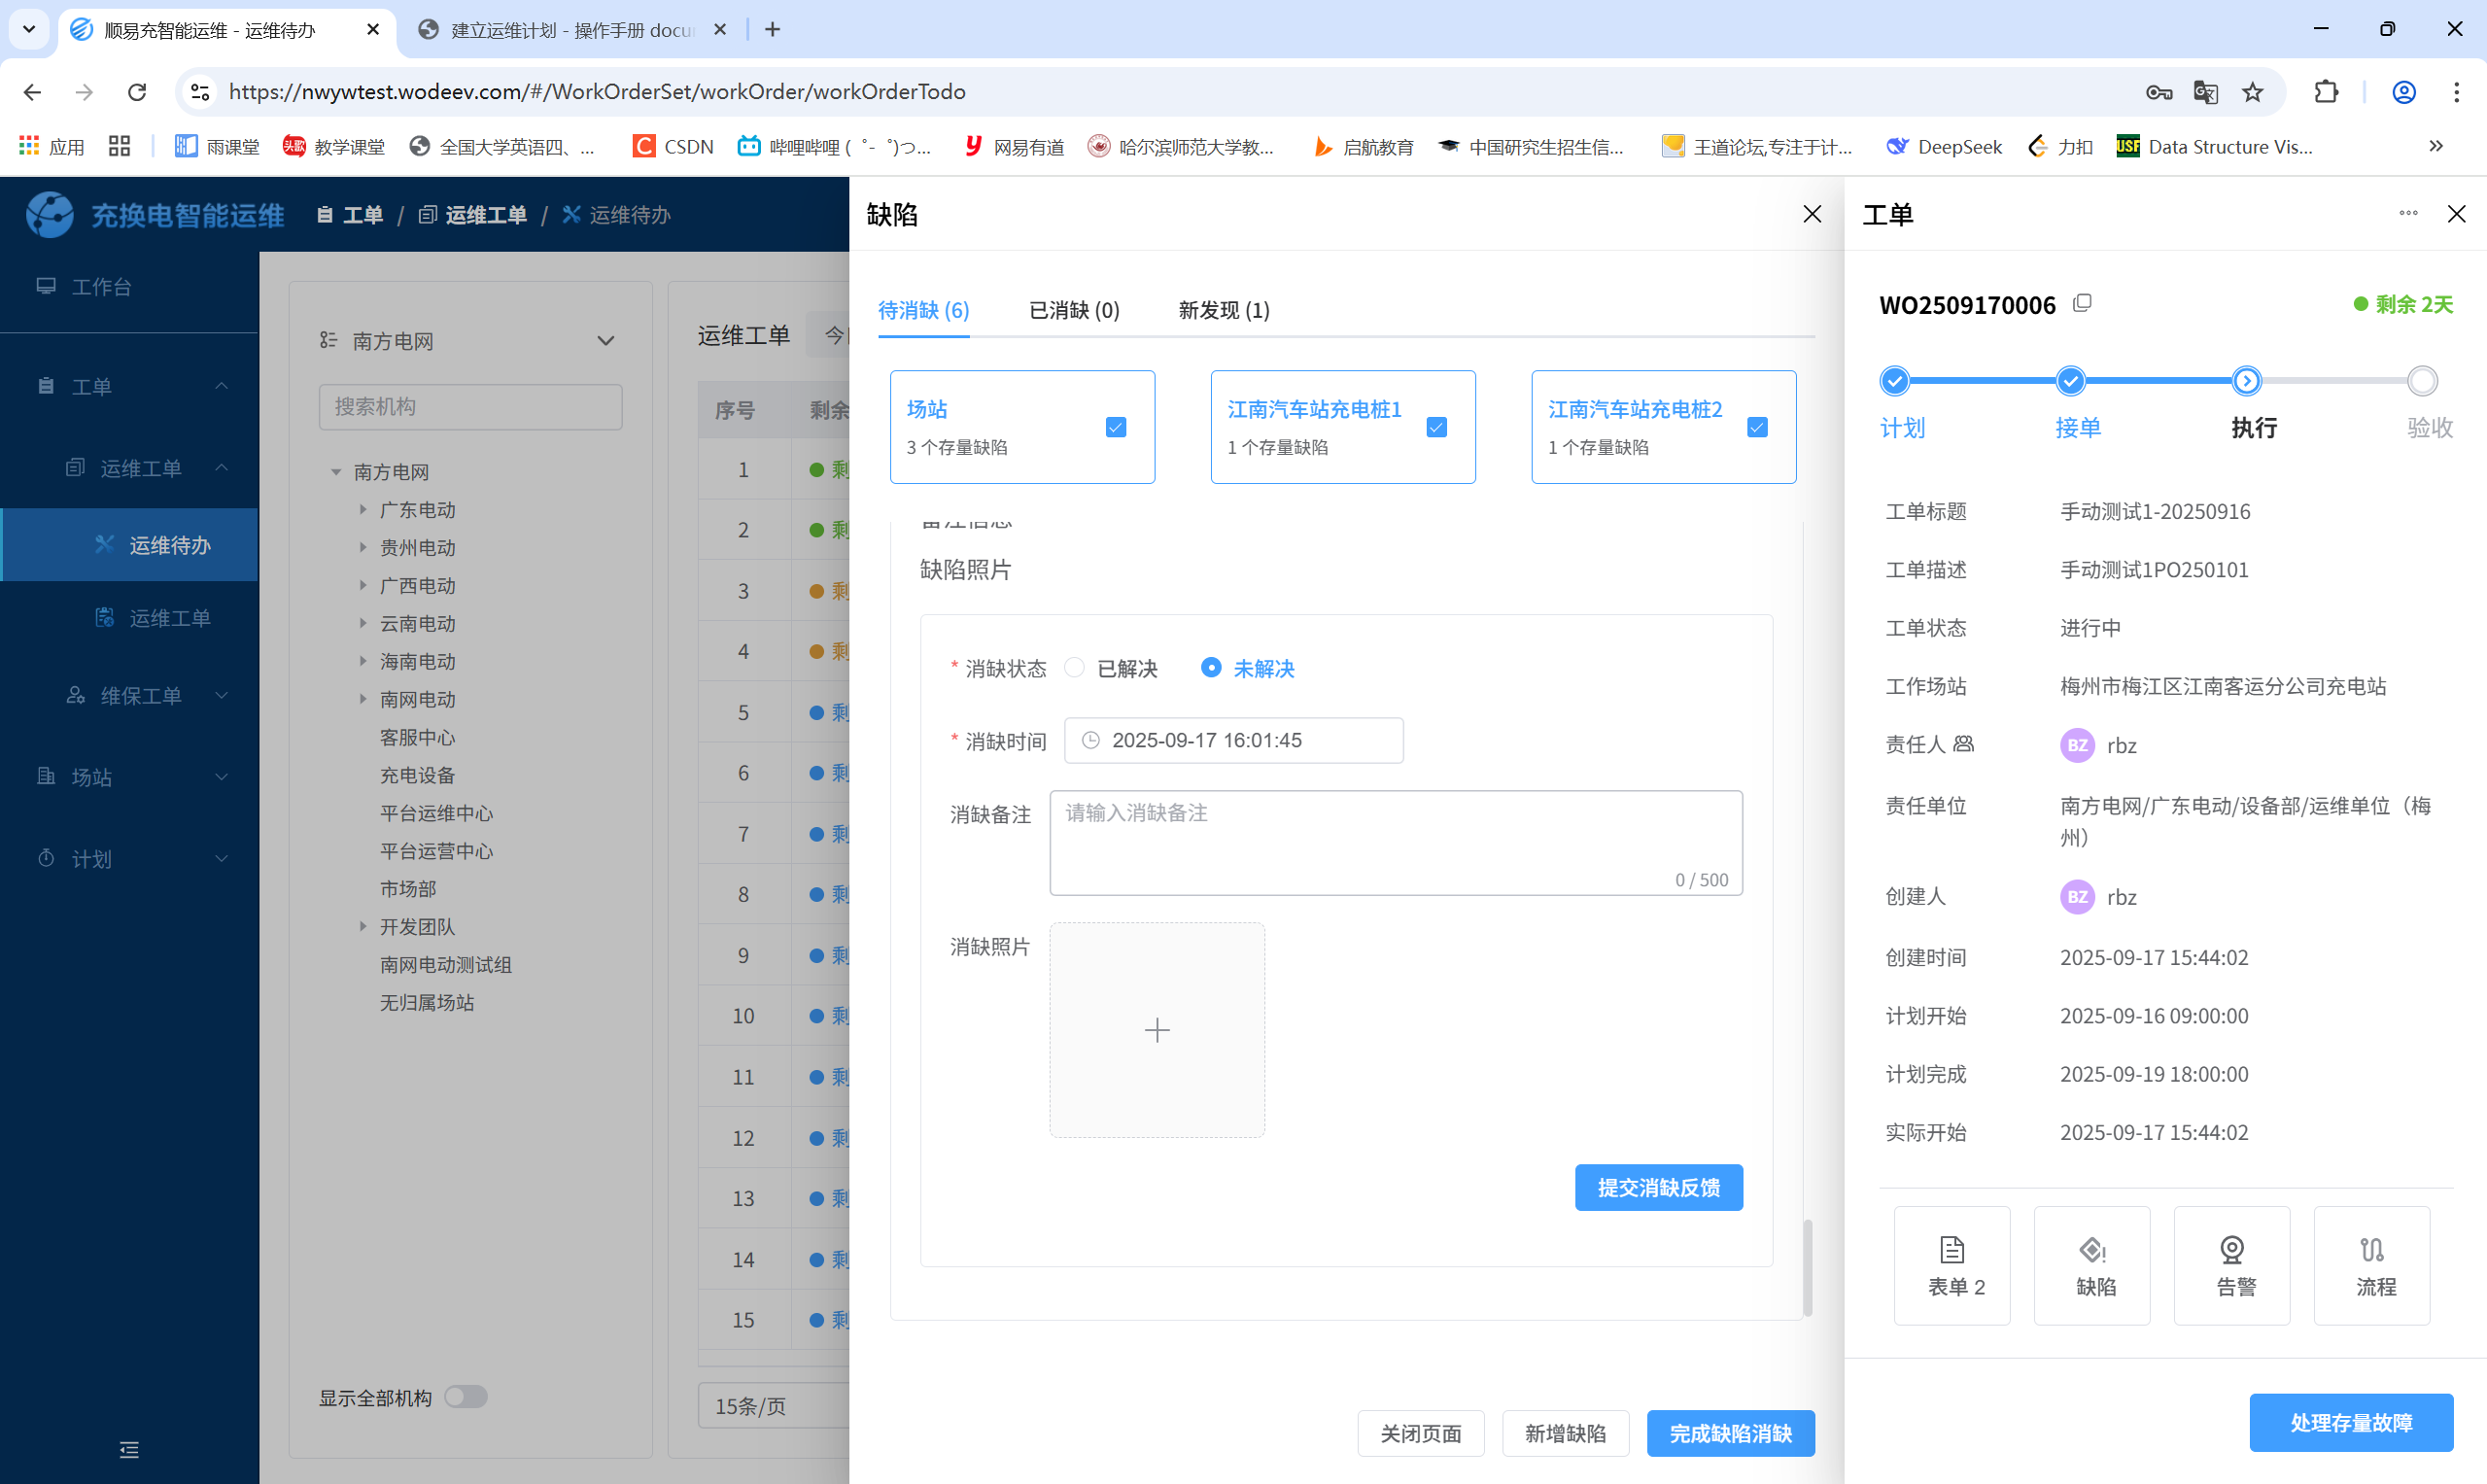 顺易充智能运维 - 运维待办
建立运维计划 - 操作手册 docu
https://nwywtest.wodeev.com/#/WorkOrderSet/workOrder/workOrderTodo
应用
雨课堂
教学课堂
全国大学英语四、...
CSDN
哔哩哔哩 (゜-゜)つ...
网易有道
哈尔滨师范大学教...
启航教育
中国研究生招生信...
王道论坛,专注于计...
DeepSeek
力扣
Data Structure Vis...
充换电智能运维
工单 / 运维工单 / 运维待办
工作台
工单
运维工单
运维待办
运维工单
维保工单
场站
计划
南方电网
搜索机构
南方电网
广东电动
贵州电动
广西电动
云南电动
海南电动
南网电动
客服中心
充电设备
平台运维中心
平台运营中心
市场部
开发团队
南网电动测试组
无归属场站
显示全部机构
运维工单 今
序号 剩余
1 剩
2 剩
3 剩
4 剩
5 剩
6 剩
7 剩
8 剩
9 剩
10 剩
11 剩
12 剩
13 剩
14 剩
15 剩
15条/页
缺陷
待消缺 (6) 已消缺 (0) 新发现 (1)
场站
3 个存量缺陷
江南汽车站充电桩1
1 个存量缺陷
江南汽车站充电桩2
1 个存量缺陷
备注信息
缺陷照片
* 消缺状态 已解决 未解决
* 消缺时间 2025-09-17 16:01:45
消缺备注 请输入消缺备注
0 / 500
消缺照片
提交消缺反馈
关闭页面 新增缺陷 完成缺陷消缺
工单
WO2509170006 剩余 2天
计划 接单 执行 验收
工单标题 手动测试1-20250916
工单描述 手动测试1PO250101
工单状态 进行中
工作场站 梅州市梅江区江南客运分公司充电站
责任人 BZ rbz
责任单位 南方电网/广东电动/设备部/运维单位（梅
州）
创建人 BZ rbz
创建时间 2025-09-17 15:44:02
计划开始 2025-09-16 09:00:00
计划完成 2025-09-19 18:00:00
实际开始 2025-09-17 15:44:02
表单 2 缺陷 告警 流程
处理存量故障